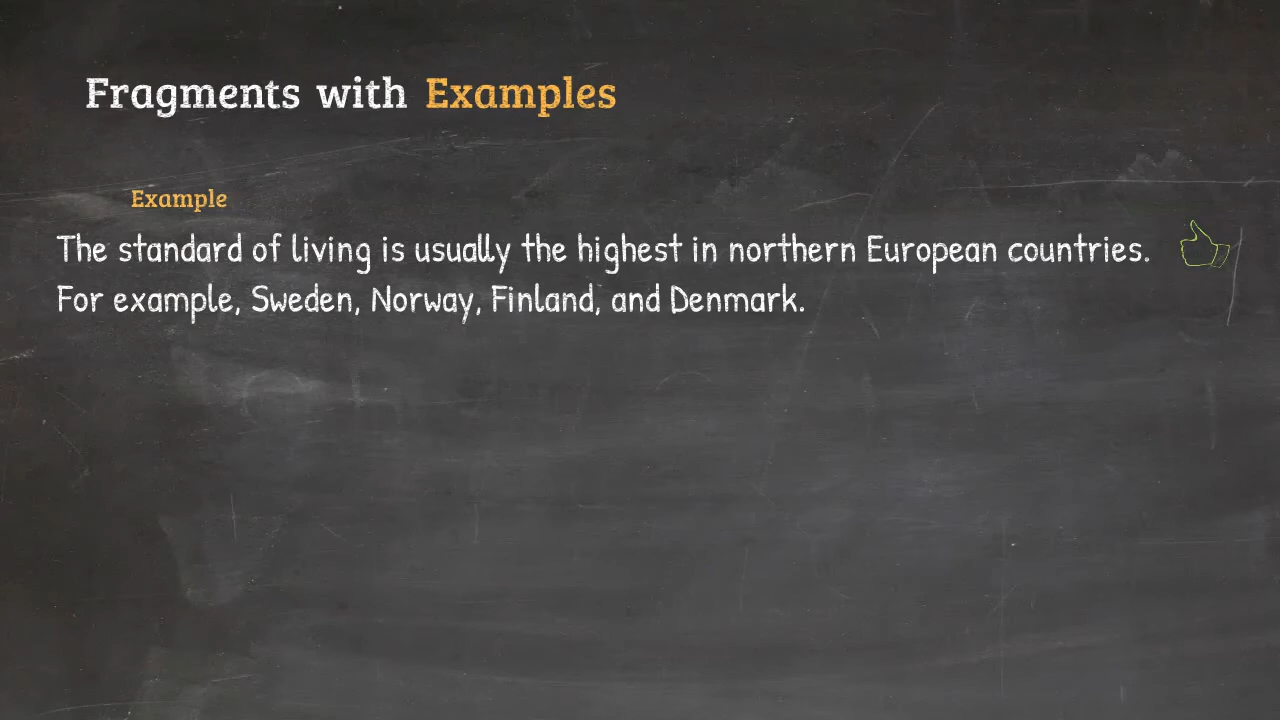 Fragments with Examples
Example
The standard of living is usually the highest in northern European countries.
For example, Sweden, Norway, Finland, and Denmark.